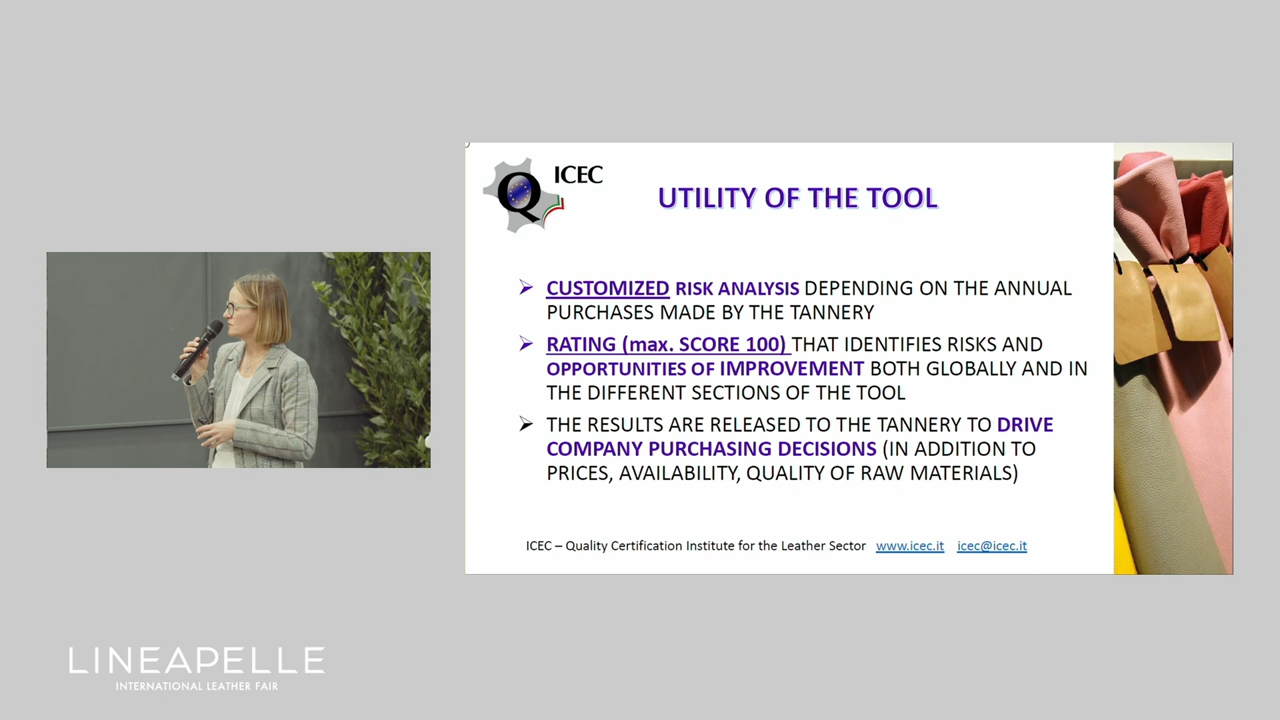 ICEC
Q
UTILITY OF THE TOOL
➢ CUSTOMIZED RISK ANALYSIS DEPENDING ON THE ANNUAL
PURCHASES MADE BY THE TANNERY
➢ RATING (max. SCORE 100) THAT IDENTIFIES RISKS AND
OPPORTUNITIES OF IMPROVEMENT BOTH GLOBALLY AND IN
THE DIFFERENT SECTIONS OF THE TOOL
➢ THE RESULTS ARE RELEASED TO THE TANNERY TO DRIVE
COMPANY PURCHASING DECISIONS (IN ADDITION TO
PRICES, AVAILABILITY, QUALITY OF RAW MATERIALS)
ICEC – Quality Certification Institute for the Leather Sector www.icec.it icec@icec.it
LINEAPELLE
INTERNATIONAL LEATHER FAIR